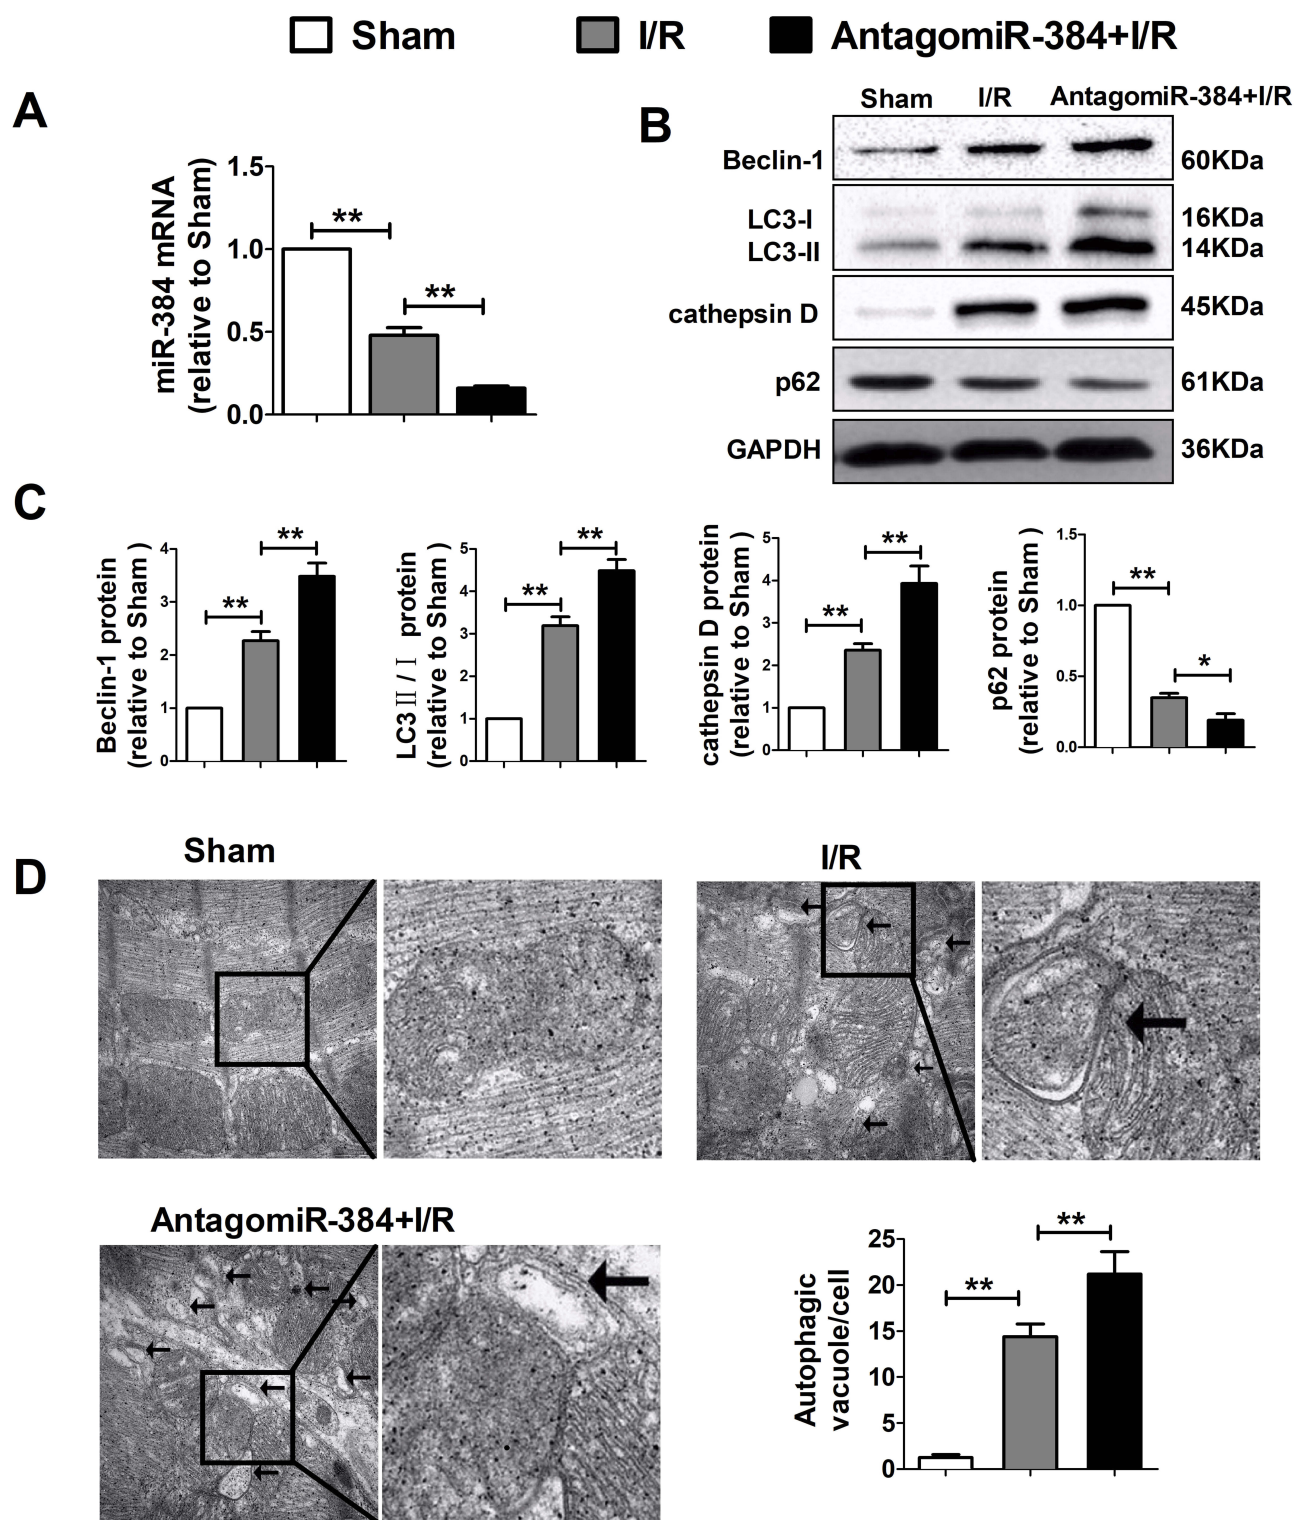 Sham I/R AntagomiR-384+I/R
A
miR-384 mRNA
(relative to Sham)
1.5
1.0
0.5
0.0
**
**
B
Sham I/R AntagomiR-384+I/R
Beclin-1 60KDa
LC3-I 16KDa
LC3-II 14KDa
cathepsin D 45KDa
p62 61KDa
GAPDH 36KDa
C
Beclin-1 protein
(relative to Sham )
4
3
2
1
0
**
**
LC3 II / I protein
(relative to Sham )
5
4
3
2
1
0
**
**
cathepsin D protein
(relative to Sham )
5
4
3
2
1
0
**
**
p62 protein
(relative to Sham )
1.5
1.0
0.5
0.0
**
*
D
Sham
I/R
AntagomiR-384+I/R
Autophagic
vacuole/cell
25
20
15
10
5
0
**
**